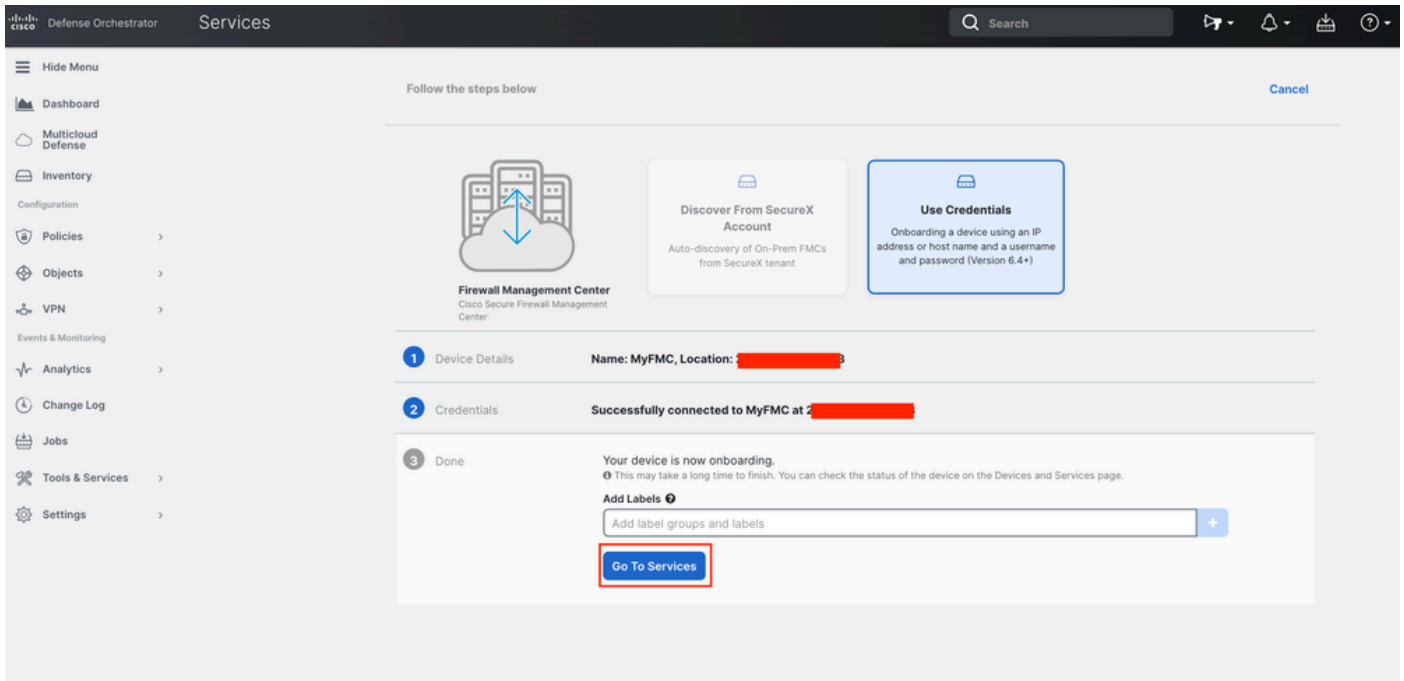 cisco Defense Orchestrator Services Search
Hide Menu
Dashboard
Multicloud
Defense
Inventory
Configuration
Policies
Objects
VPN
Events & Monitoring
Analytics
Change Log
Jobs
Tools & Services
Settings
Follow the steps below Cancel
Firewall Management Center
Cisco Secure Firewall Management
Center
Discover From SecureX
Account
Auto-discovery of On-Prem FMCs
from SecureX tenant
Use Credentials
Onboarding a device using an IP
address or host name and a username
and password (Version 6.4+)
1 Device Details Name: MyFMC, Location:
2 Credentials Successfully connected to MyFMC at 2
3 Done Your device is now onboarding.
This may take a long time to finish. You can check the status of the device on the Devices and Services page.
Add Labels
Add label groups and labels
+
Go To Services